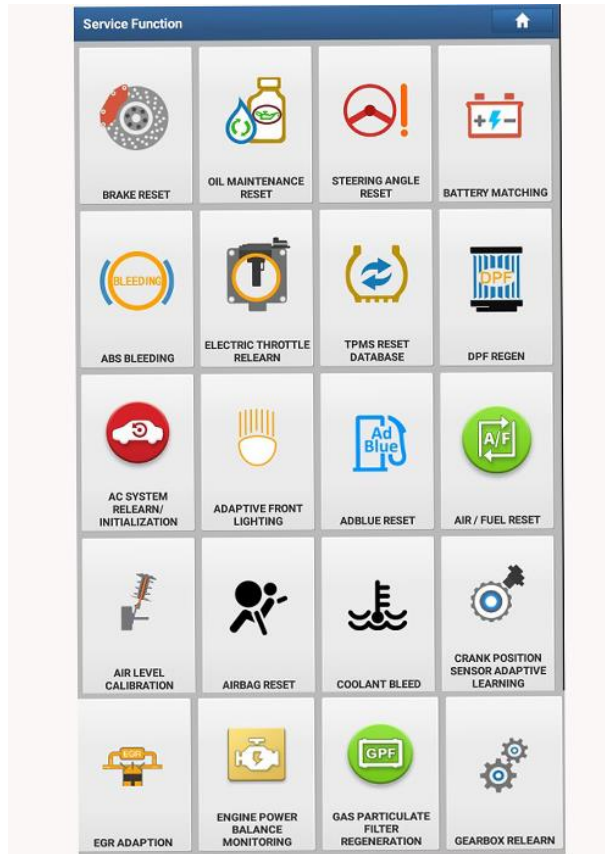 Service Function
BRAKE RESET
OIL MAINTENANCE
RESET
STEERING ANGLE
RESET
BATTERY MATCHING
BLEEDING
ABS BLEEDING
ELECTRIC THROTTLE
RELEARN
TPMS RESET
DATABASE
DPF
DPF REGEN
AC SYSTEM
RELEARN/
INITIALIZATION
ADAPTIVE FRONT
LIGHTING
Ad
Blue
ADBLUE RESET
A/F
AIR / FUEL RESET
AIR LEVEL
CALIBRATION
AIRBAG RESET
COOLANT BLEED
CRANK POSITION
SENSOR ADAPTIVE
LEARNING
EGR
EGR ADAPTION
ENGINE POWER
BALANCE
MONITORING
GPF
GAS PARTICULATE
FILTER
REGENERATION
GEARBOX RELEARN